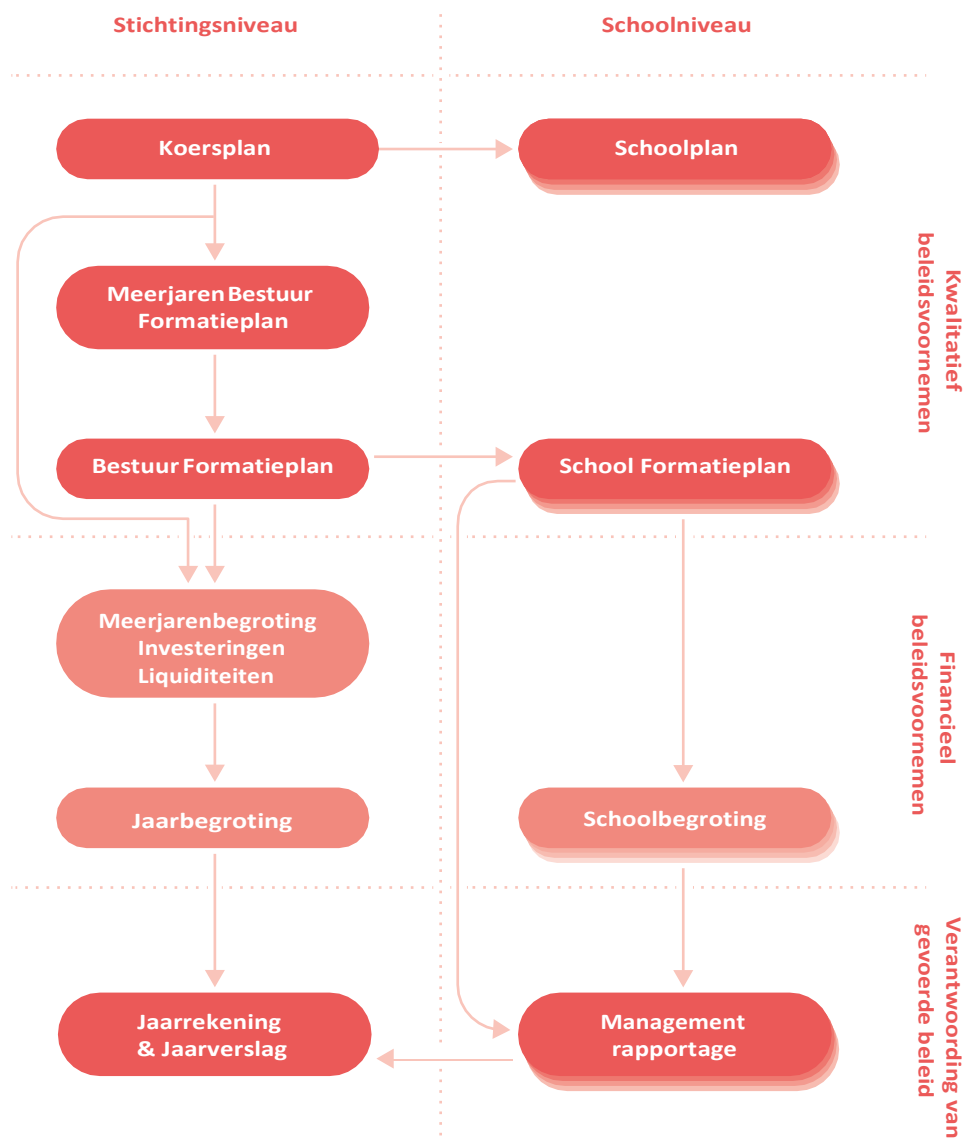 Stichtingsniveau
Schoolniveau
Koersplan
Schoolplan
Meerjaren Bestuur
Formatieplan
Bestuur Formatieplan
School Formatieplan
Kwalitatief
beleidsvoornemen
Meerjarenbegroting
Investeringen
Liquiditeiten
Jaarbegroting
Schoolbegroting
Financieel
beleidsvoornemen
Jaarrekening
& Jaarverslag
Management
rapportage
Verantwoording van
gevoerde beleid